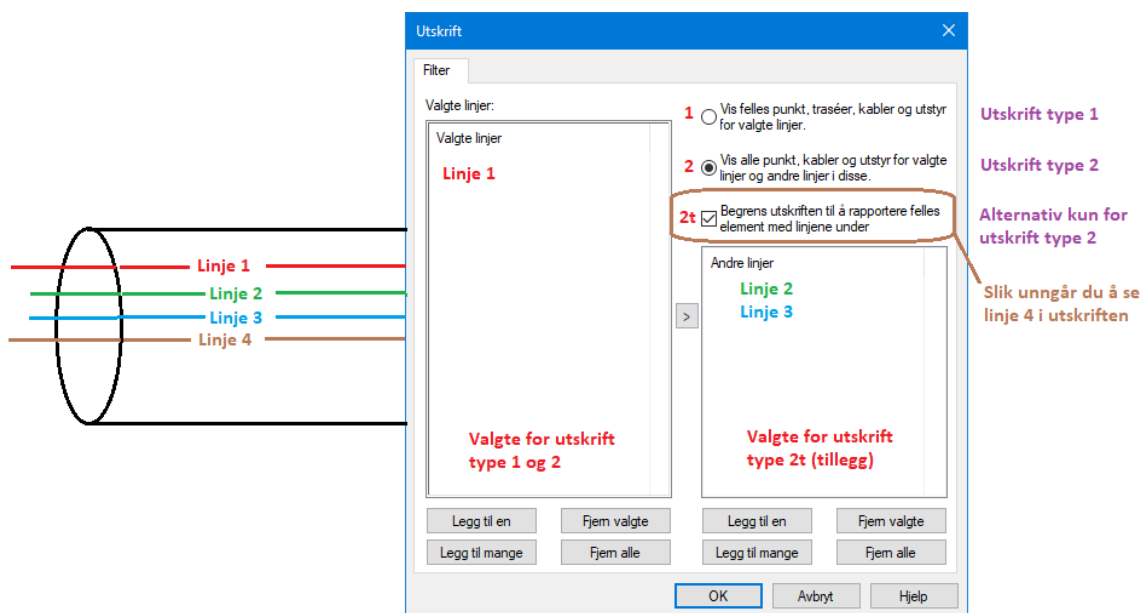 Utskrift
Filter
Valgte linjer:
Valgte linjer
Linje 1
Valgte for utskrift
type 1 og 2
Legg til en
Fjern valgte
Legg til mange
Fjern alle
1
Vis felles punkt, traséer, kabler og utstyr
for valgte linjer.
Utskrift type 1
2
Vis alle punkt, kabler og utstyr for valgte
linjer og andre linjer i disse.
Utskrift type 2
2t
Begrens utskriften til å rapportere felles
element med linjene under
Alternativ kun for
utskrift type 2
>
Andre linjer
Linje 2
Linje 3
Valgte for utskrift
type 2t (tillegg)
Slik unngår du å se
linje 4 i utskriften
Legg til en
Fjern valgte
Legg til mange
Fjern alle
OK
Avbryt
Hjelp
Linje 1
Linje 2
Linje 3
Linje 4